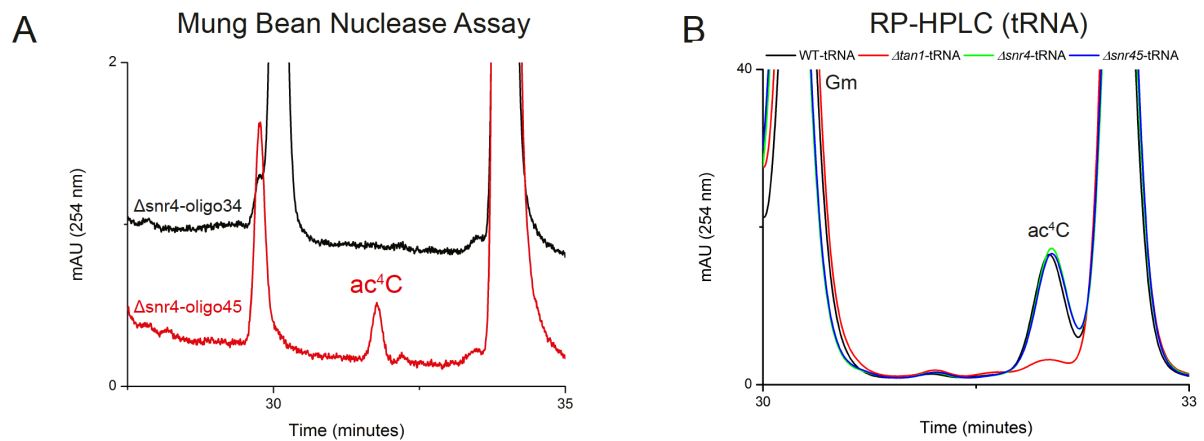 A
Mung Bean Nuclease Assay
2
Δsnr4-oligo34
1
mAU (254 nm)
ac⁴C
Δsnr4-oligo45
0
30
35
Time (minutes)
B
RP-HPLC (tRNA)
WT-tRNA Δtan1-tRNA Δsnr4-tRNA Δsnr45-tRNA
40
Gm
ac⁴C
mAU (254 nm)
0
30
33
Time (minutes)